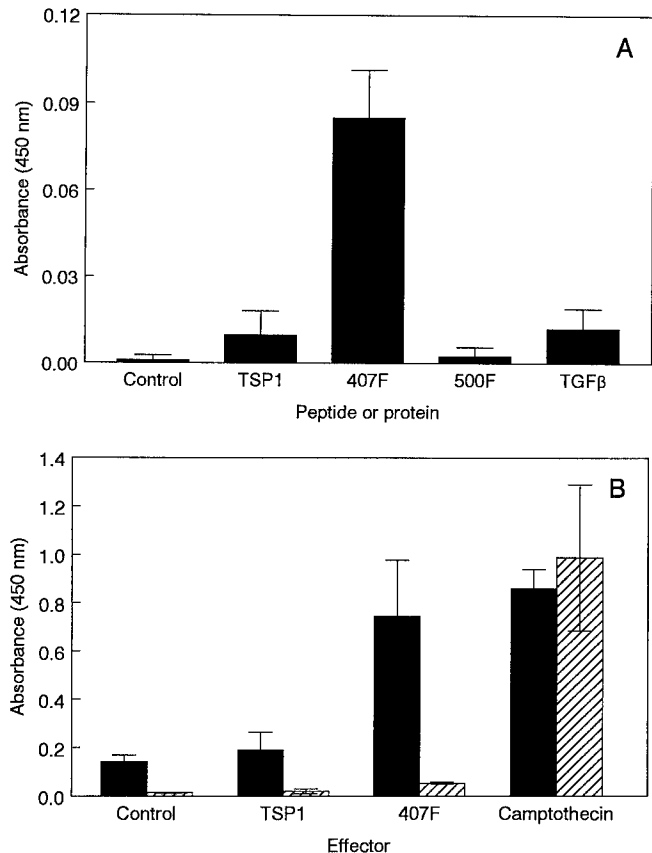 A
0.12
0.09
0.06
0.03
0.00
Absorbance (450 nm)
Control TSP1 407F 500F TGFβ
Peptide or protein
B
1.4
1.2
1.0
0.8
0.6
0.4
0.2
0.0
Absorbance (450 nm)
Control TSP1 407F Camptothecin
Effector